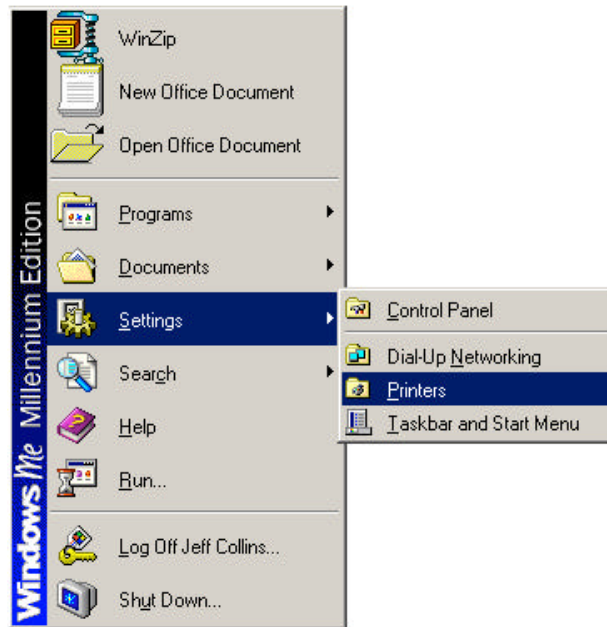 WinZip
New Office Document
Open Office Document
Programs
Documents
Settings
Search
Help
Run...
Log Off Jeff Collins...
Shut Down...
Windows Me Millennium Edition
Control Panel
Dial-Up Networking
Printers
Taskbar and Start Menu